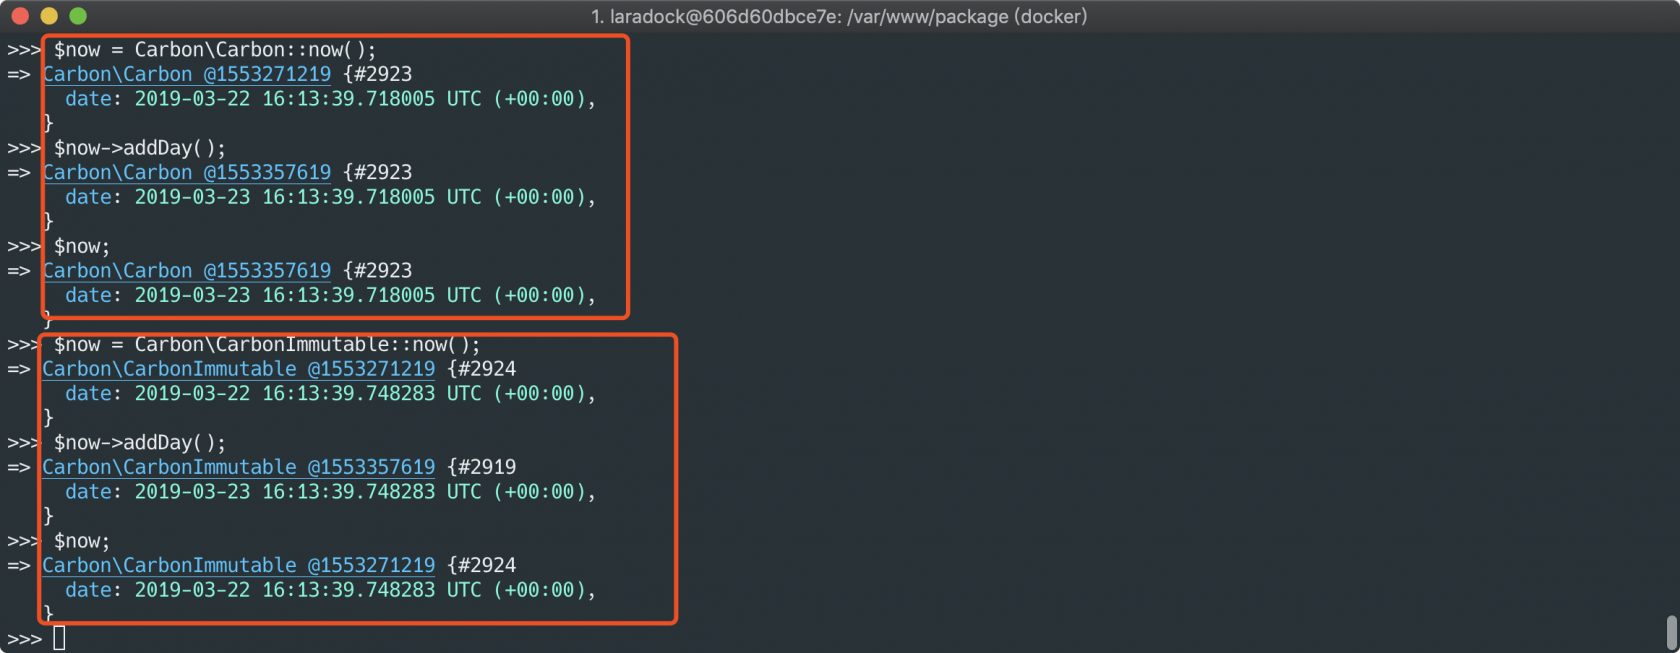 1. laradock@606d60dbce7e: /var/www/package (docker)
>>> $now = Carbon\Carbon::now();
=> Carbon\Carbon @1553271219 {#2923
date: 2019-03-22 16:13:39.718005 UTC (+00:00),
}
>>> $now->addDay();
=> Carbon\Carbon @1553357619 {#2923
date: 2019-03-23 16:13:39.718005 UTC (+00:00),
}
>>> $now;
=> Carbon\Carbon @1553357619 {#2923
date: 2019-03-23 16:13:39.718005 UTC (+00:00),
}
>>> $now = Carbon\CarbonImmutable::now();
=> Carbon\CarbonImmutable @1553271219 {#2924
date: 2019-03-22 16:13:39.748283 UTC (+00:00),
}
>>> $now->addDay();
=> Carbon\CarbonImmutable @1553357619 {#2919
date: 2019-03-23 16:13:39.748283 UTC (+00:00),
}
>>> $now;
=> Carbon\CarbonImmutable @1553271219 {#2924
date: 2019-03-22 16:13:39.748283 UTC (+00:00),
}
>>>